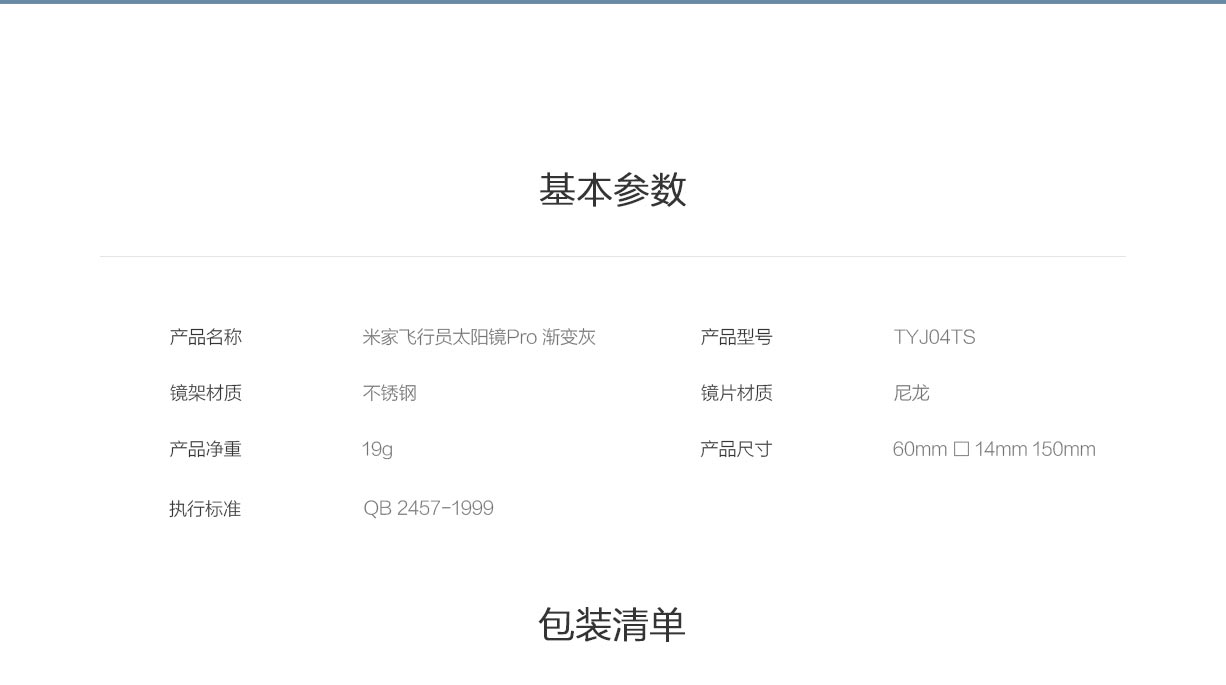 基本参数
产品名称 米家飞行员太阳镜Pro 渐变灰 产品型号 TYJ04TS
镜架材质 不锈钢 镜片材质 尼龙
产品净重 19g 产品尺寸 60mm □ 14mm 150mm
执行标准 QB 2457-1999
包装清单